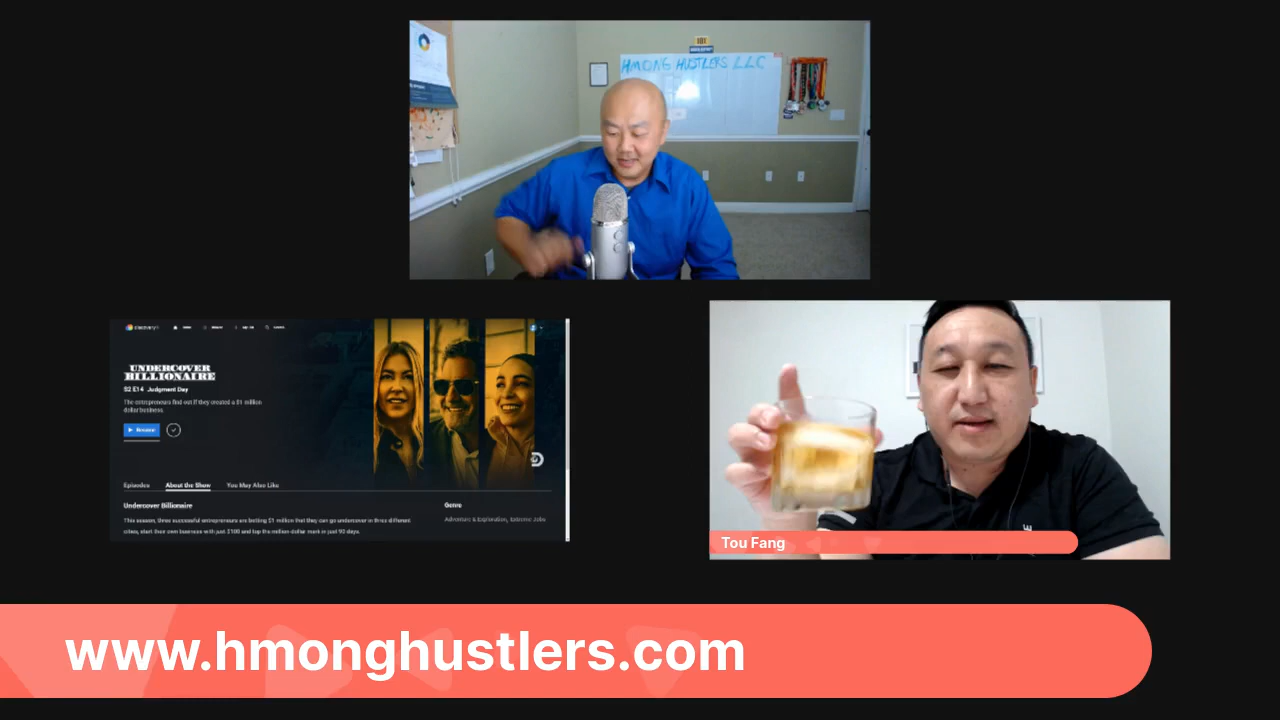 HMONG HUSTLERS LLC
UNDERCOVER
BILLIONAIRE
S2 E14 Judgment Day
The entrepreneurs find out if they created a $1 million
dollar business.
Resume
Episodes About the Show You May Also Like
Undercover Billionaire
Genre
This season, three successful entrepreneurs are betting $1 million that they can go undercover in three different
cities, start their own business with just $100 and top the million-dollar mark in just 90 days.
Adventure & Exploration, Extreme Jobs
Tou Fang
www.hmonghustlers.com